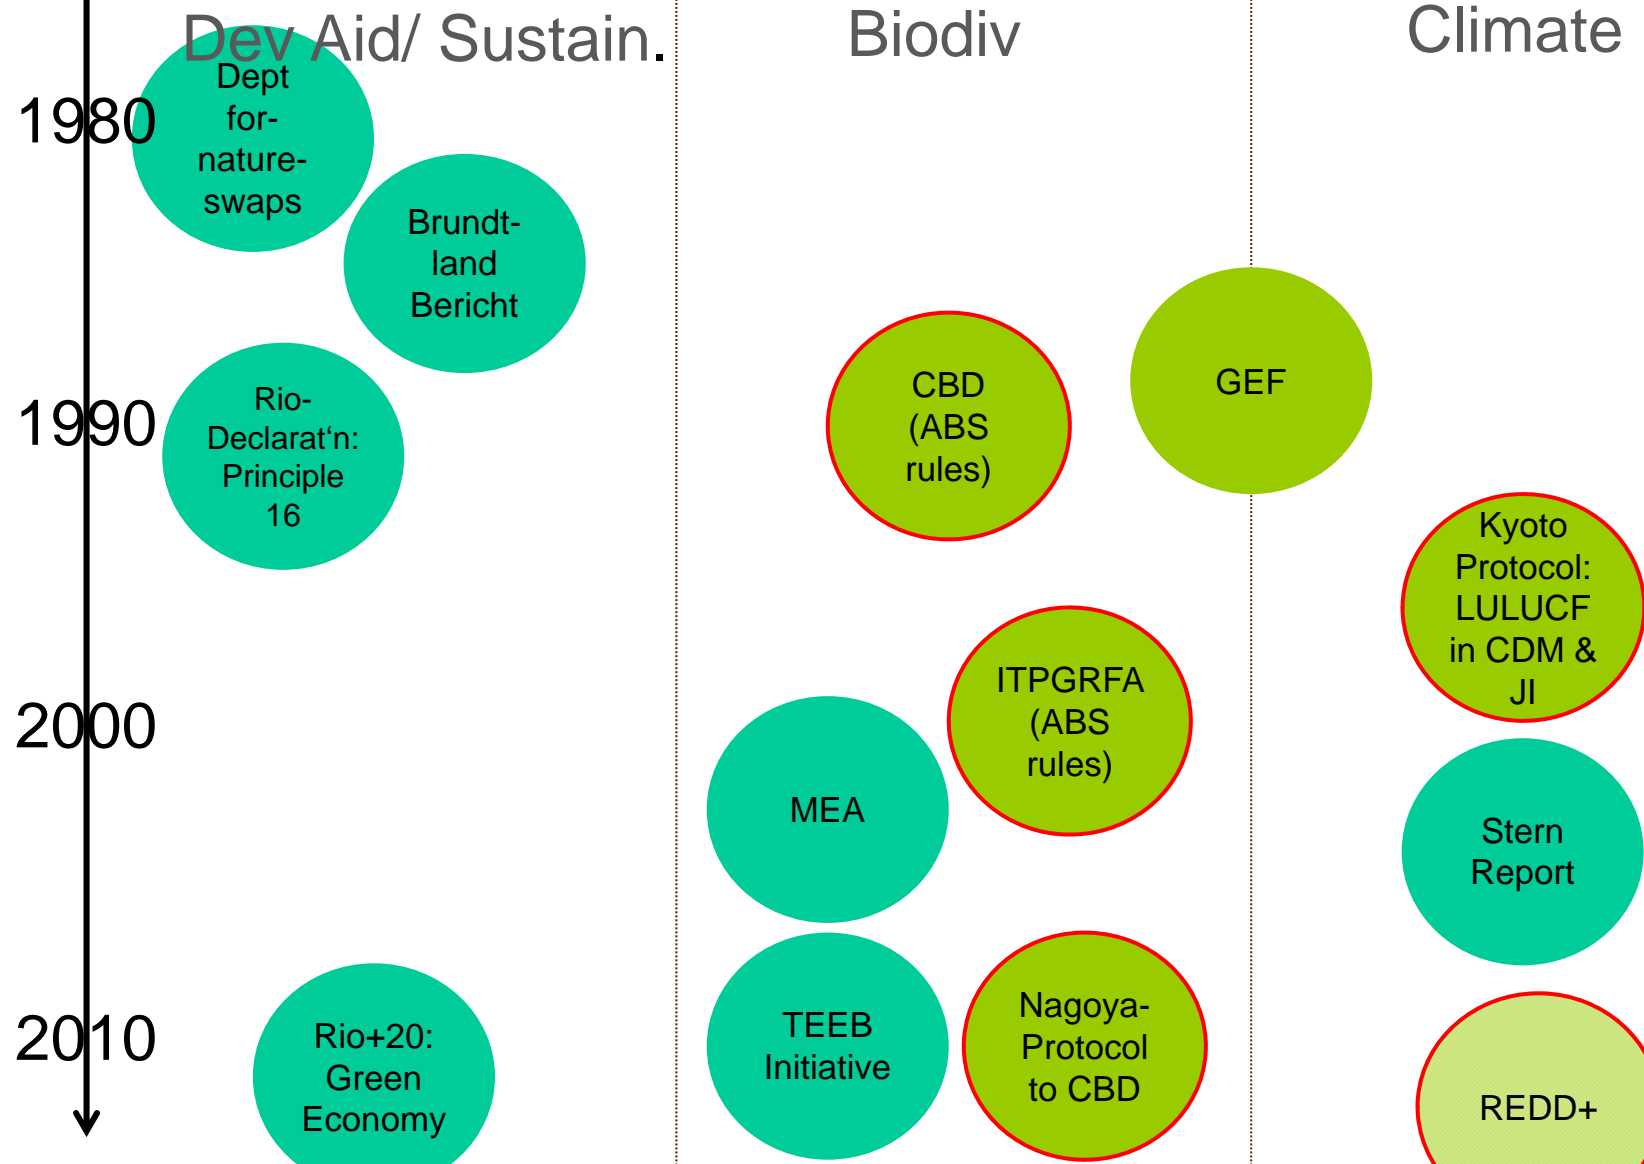 Dev Aid/ Sustain.
Biodiv
Climate
1980
Dept
for-
nature-
swaps
Brundt-
land
Bericht
1990
Rio-
Declarat‘n:
Principle
16
CBD
(ABS
rules)
GEF
Kyoto
Protocol:
LULUCF
in CDM &
JI
2000
ITPGRFA
(ABS
rules)
MEA
Stern
Report
2010
Rio+20:
Green
Economy
TEEB
Initiative
Nagoya-
Protocol
to CBD
REDD+